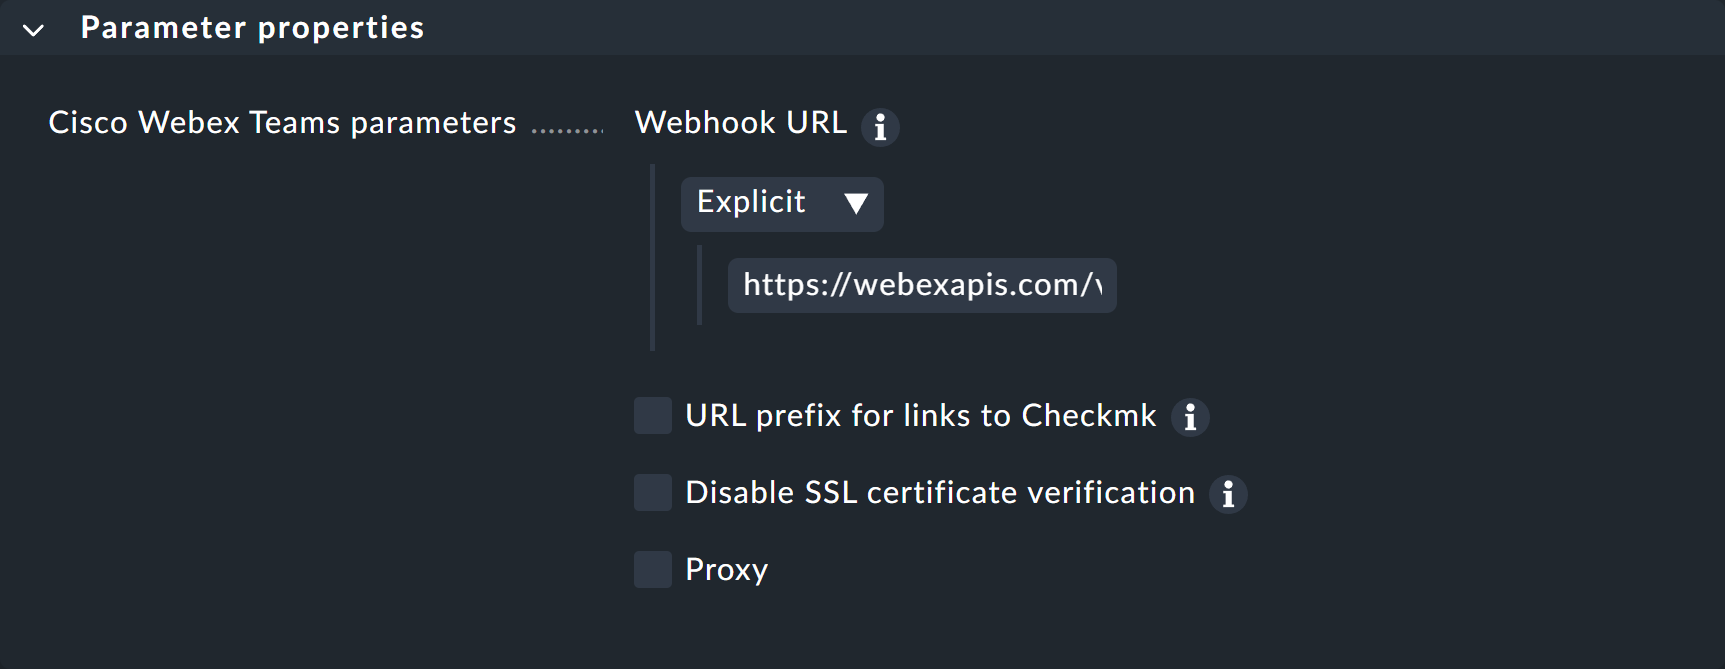 Parameter properties
Cisco Webex Teams parameters ......... Webhook URL
Explicit
https://webexapis.com/
URL prefix for links to Checkmk
Disable SSL certificate verification
Proxy